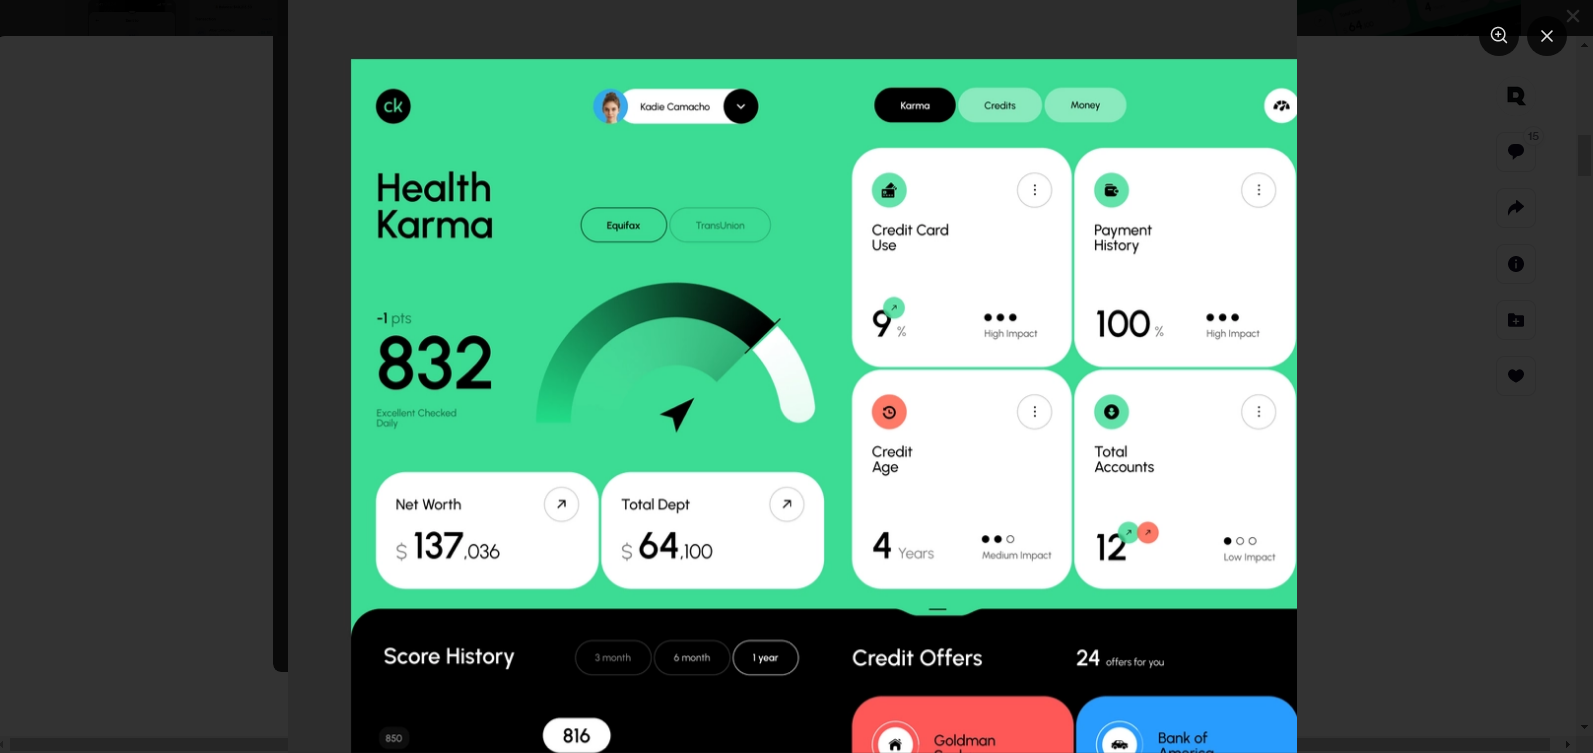 ck
Kadie Camacho
Karma
Credits
Money
15
Health
Karma
Equifax
TransUnion
-1 pts
832
Excellent Checked
Daily
Net Worth
$ 137,036
Total Dept
$ 64,100
Credit Card
Use
9 %
High Impact
Payment
History
100 %
High Impact
Credit
Age
4 Years
Medium Impact
Total
Accounts
12
Low Impact
Score History
3 month
6 month
1 year
850
816
Credit Offers
24 offers for you
Goldman
Bank of